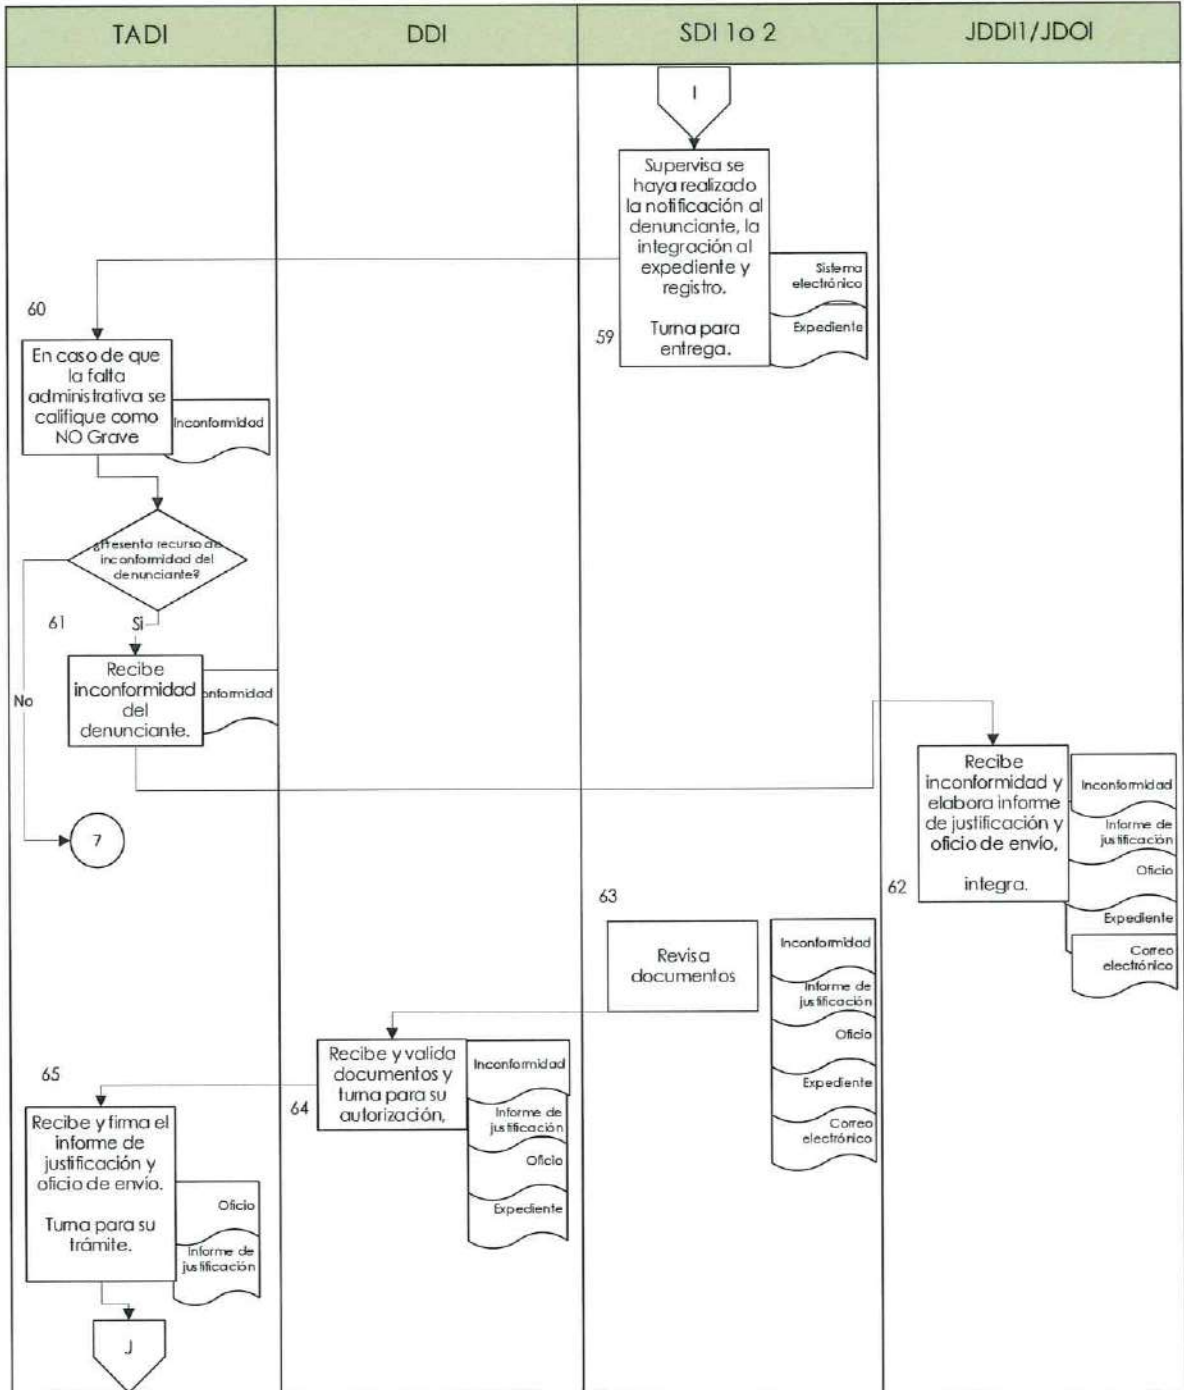 TADI
DDI
SDI 1o 2
JDDI1/JDOI
I
Supervisa se
haya realizado
la notificación al
denunciante, la
integración al
expediente y
registro.
Turna para
entrega.
59
Sistema
electrónico
Expediente
60
En caso de que
la falta
administrativa se
califique como
NO Grave
Inconformidad
¿Presenta recurso de
inconformidad del
denunciante?
61
Si
No
Recibe
inconformidad
del
denunciante.
onformidad
7
Recibe
inconformidad y
elabora informe
de justificación y
oficio de envío,
integra.
62
Inconformidad
Informe de
justificación
Oficio
Expediente
Correo
electrónico
63
Revisa
documentos
Inconformidad
Informe de
justificación
Oficio
Expediente
Correo
electrónico
Recibe y valida
documentos y
turna para su
autorización,
64
Inconformidad
Informe de
justificación
Oficio
Expediente
65
Recibe y firma el
informe de
justificación y
oficio de envío.
Turna para su
trámite.
Oficio
Informe de
justificación
J